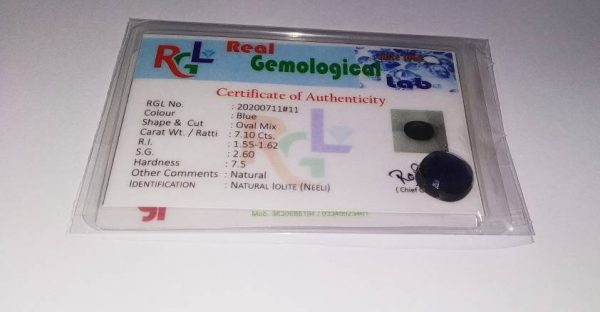 RGL Real
Gemological
Lab
Certificate of Authenticity
RGL No. : 20200711#11
Colour : Blue
Shape & Cut : Oval Mix
Carat Wt. / Ratti : 7.10 Cts.
R.I. : 1.55-1.62
S.G. : 2.60
Hardness : 7.5
Other Comments : Natural
IDENTIFICATION : NATURAL IOLITE (NEELI)
RGL
(Chief